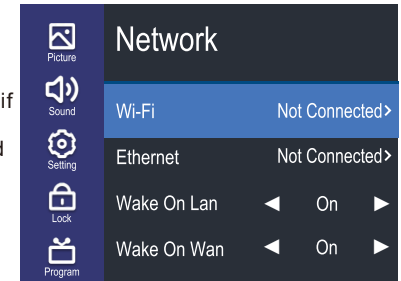 if
d
Picture
Sound
Setting
Lock
Program
Network
Wi-Fi Not Connected>
Ethernet Not Connected>
Wake On Lan ◀ On ▶
Wake On Wan ◀ On ▶